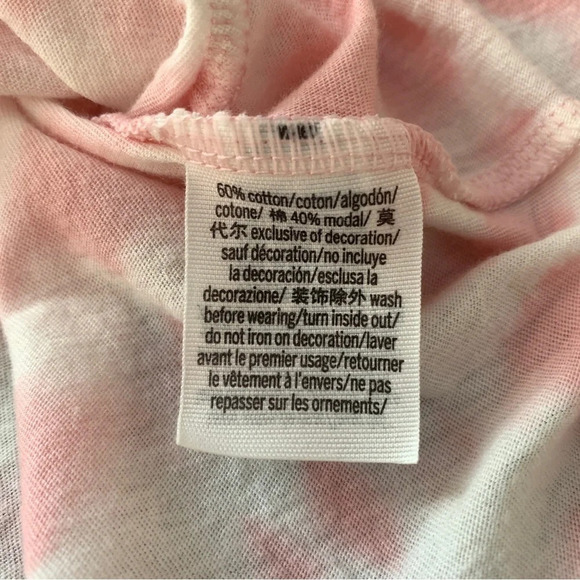 60% cotton/coton/algodón/
cotone/ 棉 40% modal/ 莫
代尔 exclusive of decoration/
sauf décoration/no incluye
la decoración/esclusa la
decorazione/ 装饰除外 wash
before wearing/turn inside out/
do not iron on decoration/laver
avant le premier usage/retourner
le vêtement à l'envers/ne pas
repasser sur les ornements/